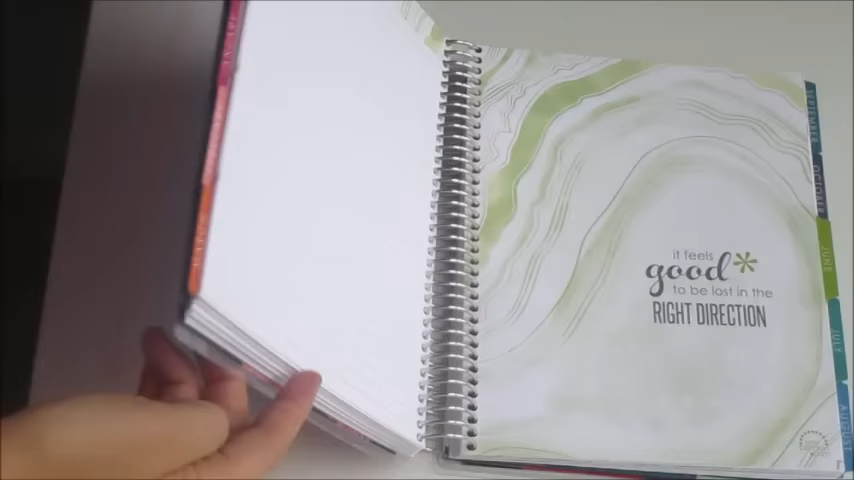 it feels
good*
to be lost in the
RIGHT DIRECTION
SEPTEMBER
OCTOBER
JUNE
JULY
AUGUST